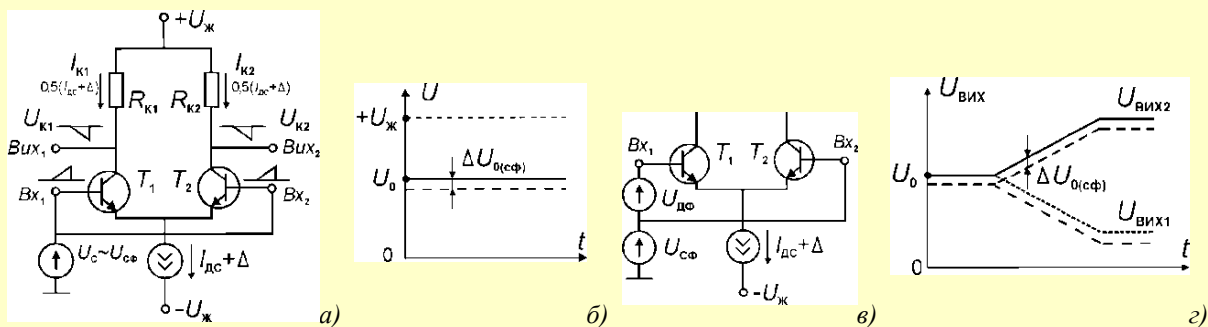 +Uж
Iк1
0,5(Iдс+Δ)
Iк2
0,5(Iдс+Δ)
Rк1
Rк2
Uк1
Uк2
Вих1
Вих2
Вх1
T1
T2
Вх2
Uс~Uсф
Iдс+Δ
-Uж
а)
U
+Uж
ΔU0(сф)
U0
0
t
б)
Вх1
T1
T2
Вх2
Uдф
Uсф
Iдс+Δ
-Uж
в)
Uвих
Uвих2
U0
ΔU0(сф)
Uвих1
0
t
г)